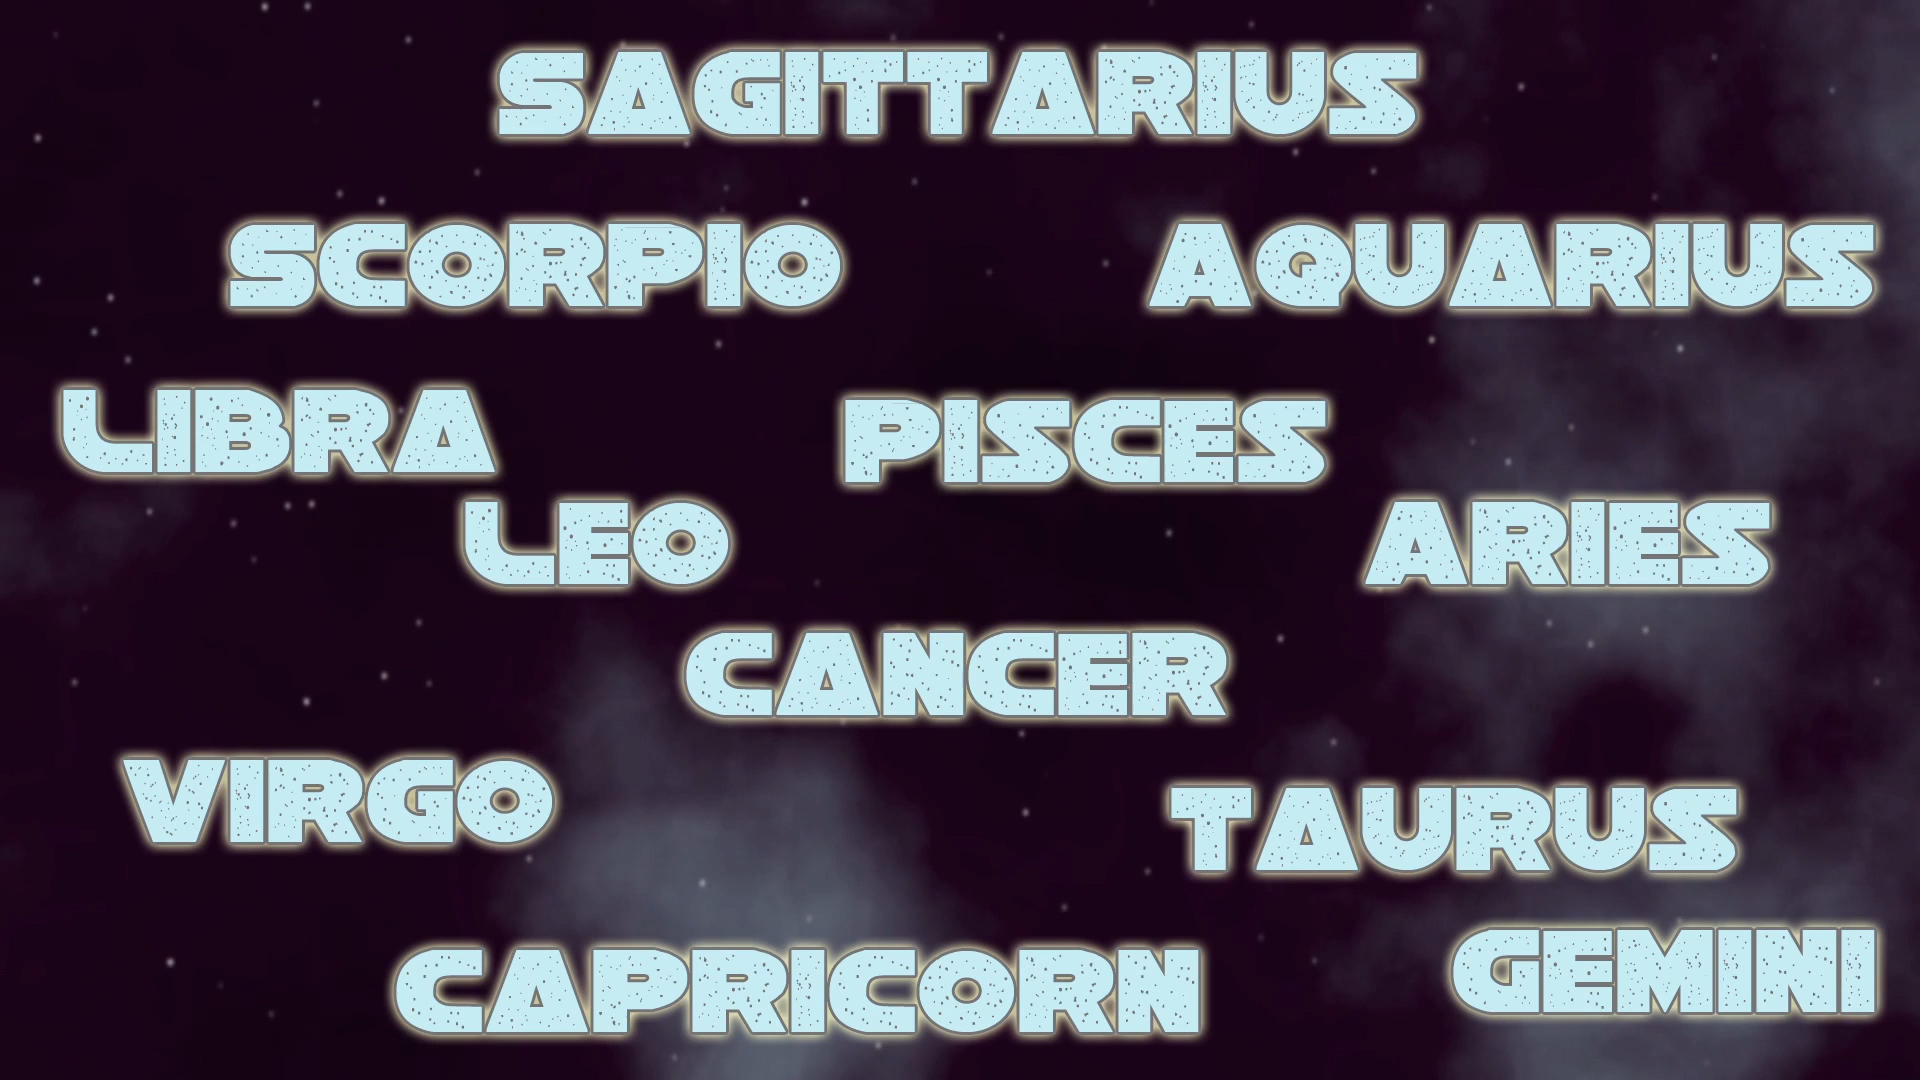 SAGITTARIUS
SCORPIO
AQUARIUS
LIBRA
PISCES
LEO
ARIES
CANCER
VIRGO
TAURUS
CAPRICORN
GEMINI